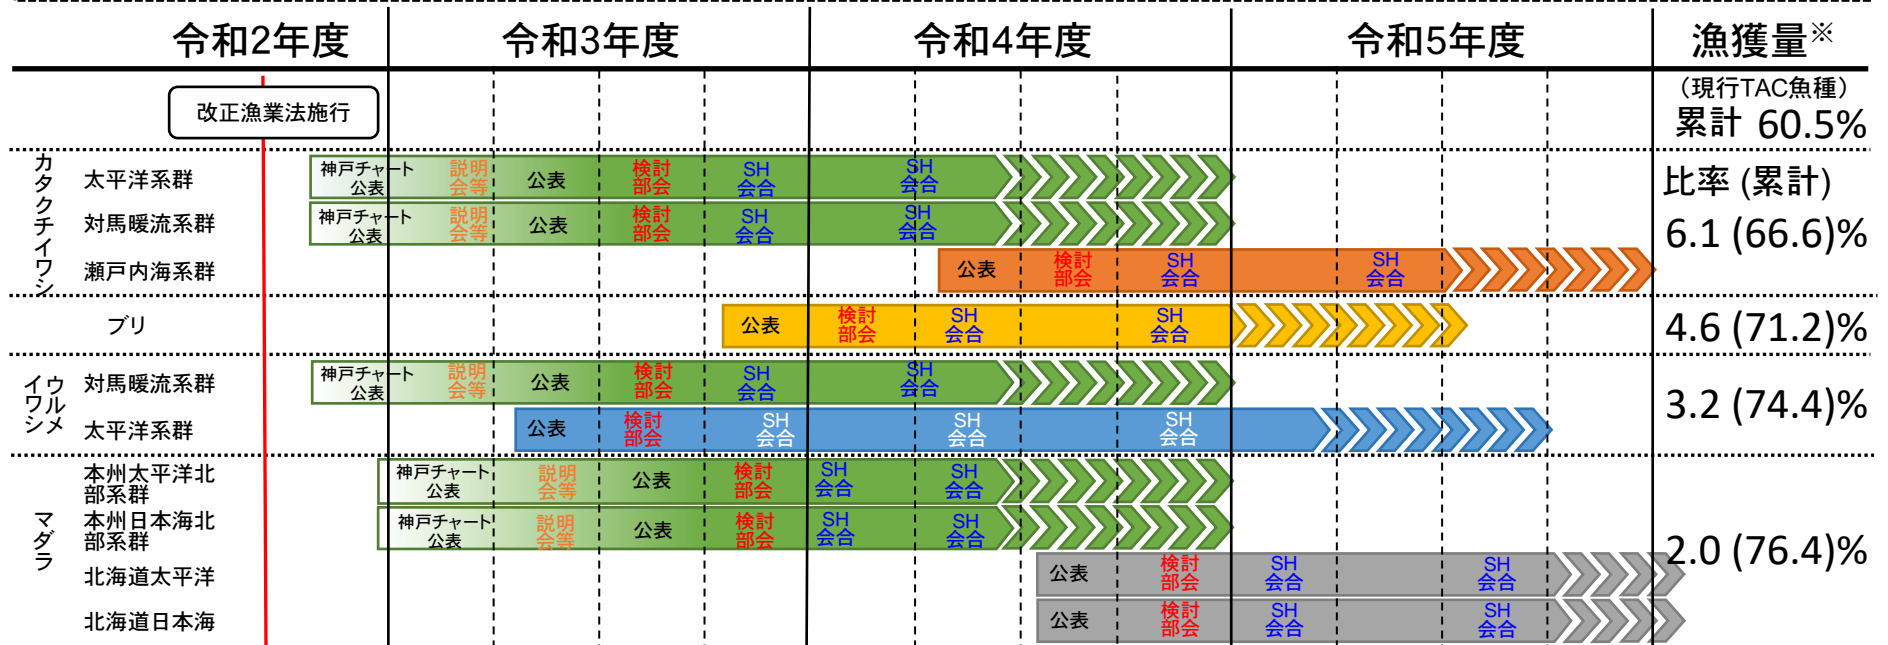 令和2年度 令和3年度 令和4年度 令和5年度 漁獲量※
改正漁業法施行
(現行TAC魚種)
累計 60.5%
カタクチイワシ
太平洋系群
神戸チャート
公表
説明
会等
公表
検討
部会
SH
会合
SH
会合
比率 (累計)
6.1 (66.6)%
対馬暖流系群
神戸チャート
公表
説明
会等
公表
検討
部会
SH
会合
SH
会合
瀬戸内海系群
公表
検討
部会
SH
会合
SH
会合
ブリ
公表
検討
部会
SH
会合
SH
会合
4.6 (71.2)%
ウルメ
イワシ
対馬暖流系群
神戸チャート
公表
説明
会等
公表
検討
部会
SH
会合
SH
会合
3.2 (74.4)%
太平洋系群
公表
検討
部会
SH
会合
SH
会合
SH
会合
マダラ
本州太平洋北
部系群
神戸チャート
公表
説明
会等
公表
検討
部会
SH
会合
SH
会合
本州日本海北
部系群
神戸チャート
公表
説明
会等
公表
検討
部会
SH
会合
SH
会合
2.0 (76.4)%
北海道太平洋
公表
検討
部会
SH
会合
SH
会合
北海道日本海
公表
検討
部会
SH
会合
SH
会合